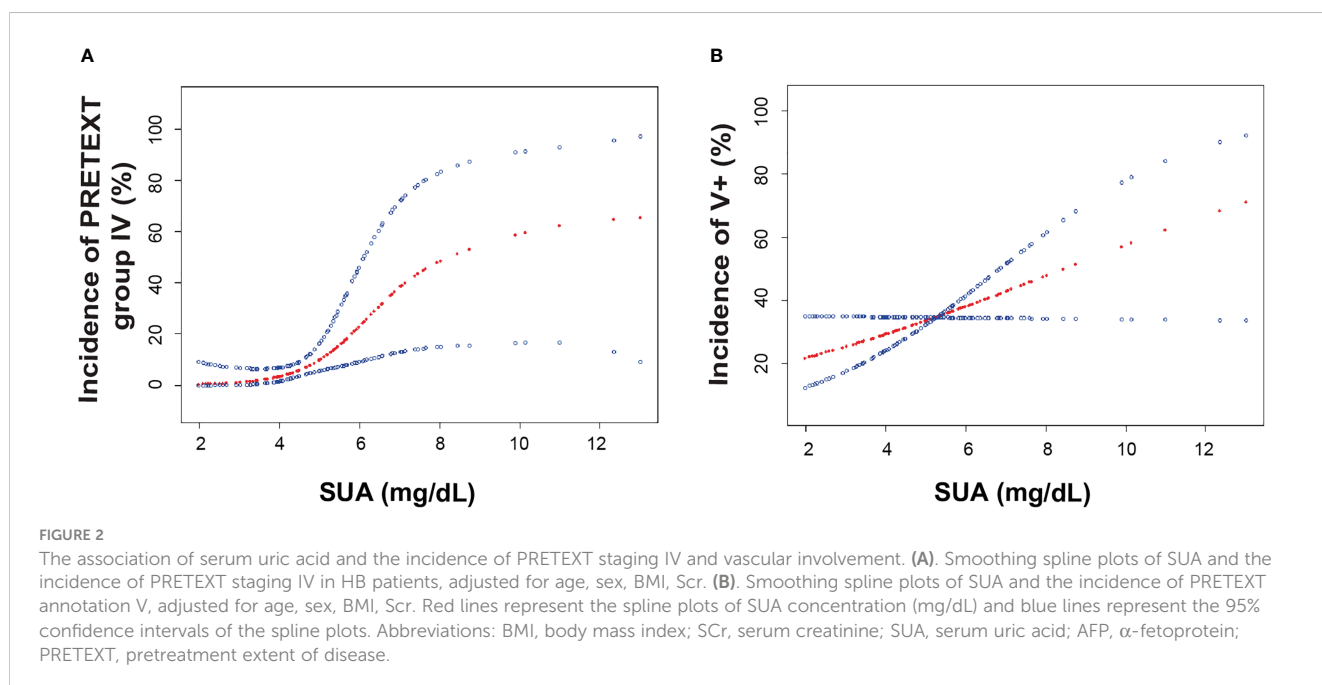 A
B
Incidence of PRETEXT
group IV (%)
100
80
60
40
20
0
2 4 6 8 10 12
SUA (mg/dL)
Incidence of V+ (%)
100
80
60
40
20
2 4 6 8 10 12
SUA (mg/dL)
FIGURE 2
The association of serum uric acid and the incidence of PRETEXT staging IV and vascular involvement. (A). Smoothing spline plots of SUA and the
incidence of PRETEXT staging IV in HB patients, adjusted for age, sex, BMI, Scr. (B). Smoothing spline plots of SUA and the incidence of PRETEXT
annotation V, adjusted for age, sex, BMI, Scr. Red lines represent the spline plots of SUA concentration (mg/dL) and blue lines represent the 95%
confidence intervals of the spline plots. Abbreviations: BMI, body mass index; SCr, serum creatinine; SUA, serum uric acid; AFP, α-fetoprotein;
PRETEXT, pretreatment extent of disease.